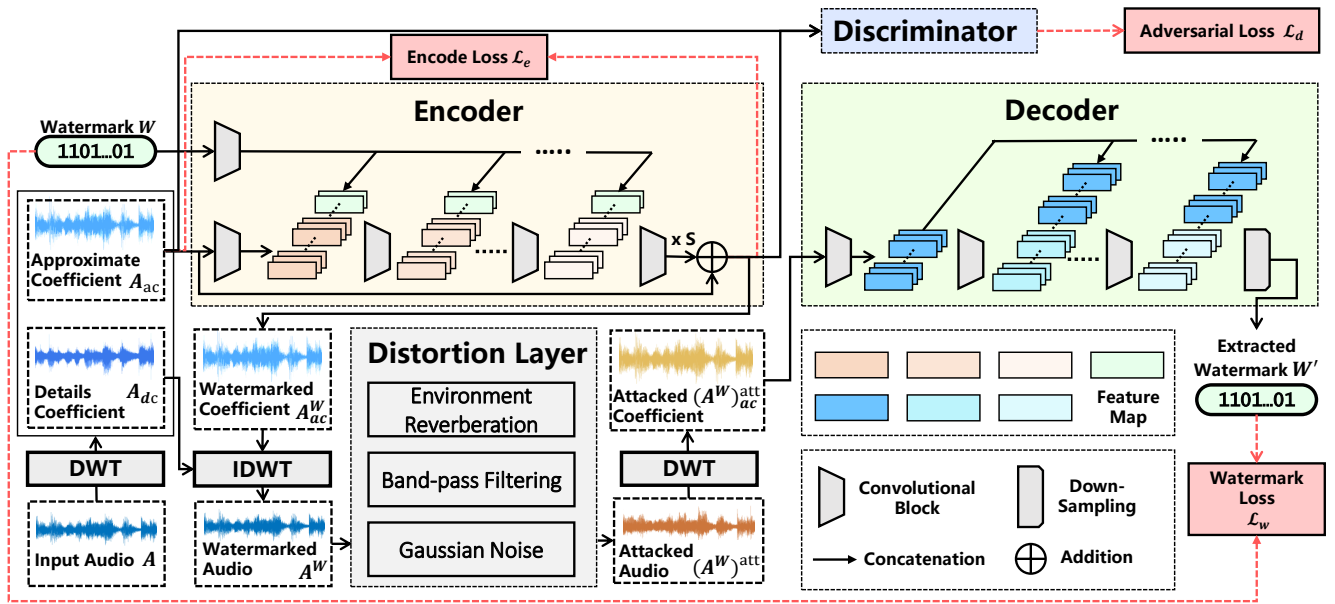 Discriminator
Adversarial Loss ℒ_d
Encode Loss ℒ_e
Encoder
Decoder
Watermark W
1101...01
x S
Approximate
Coefficient A_ac
Details
Coefficient A_dc
DWT
Input Audio A
Watermarked
Coefficient A_ac^W
IDWT
Watermarked
Audio A^W
Distortion Layer
Environment
Reverberation
Band-pass Filtering
Gaussian Noise
Attacked (A^W)_ac^att
Coefficient
DWT
Attacked
Audio (A^W)^att
Feature
Map
Extracted
Watermark W'
1101...01
Convolutional
Block
Down-
Sampling
Concatenation
Addition
Watermark
Loss
ℒ_w